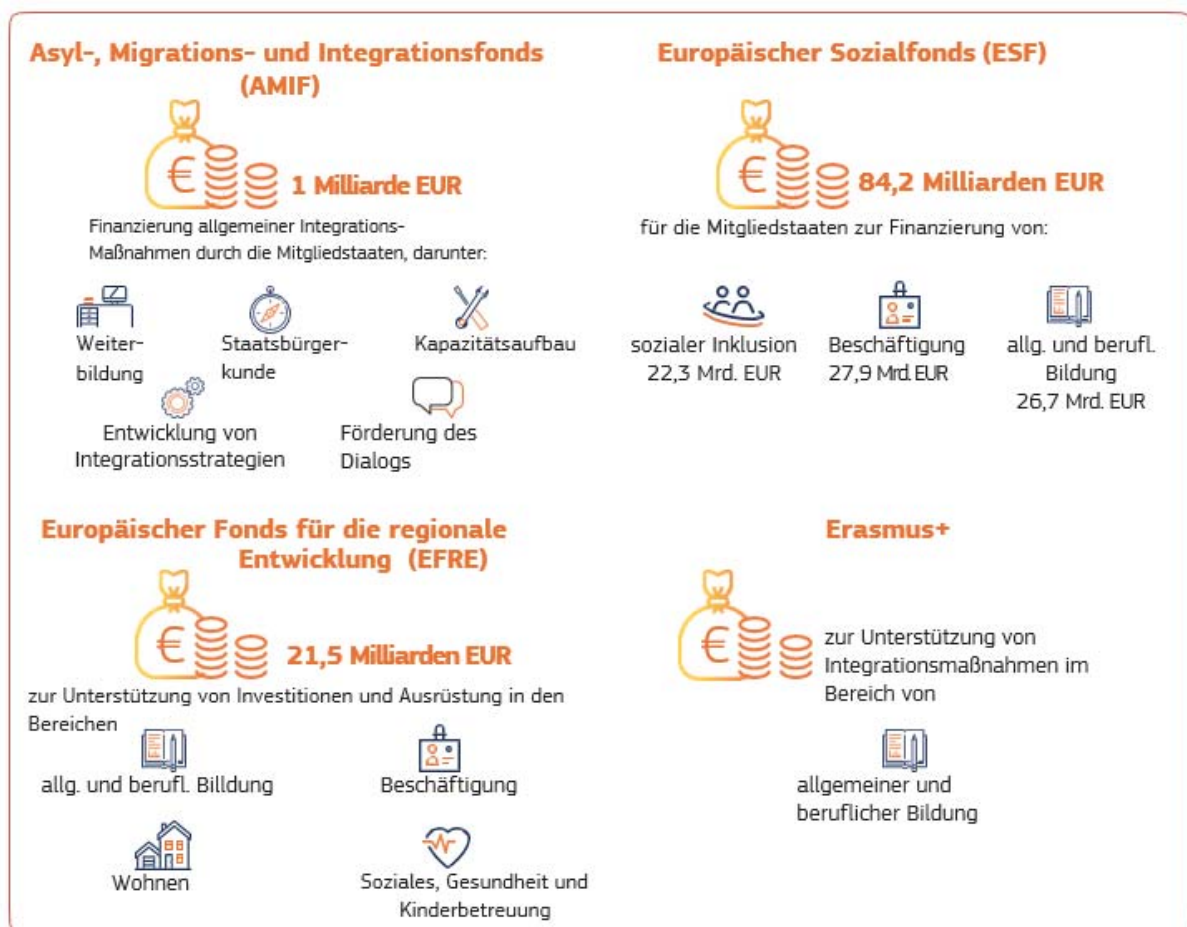 Asyl-, Migrations- und Integrationsfonds
(AMIF)
€
1 Milliarde EUR
Finanzierung allgemeiner Integrations-
Maßnahmen durch die Mitgliedstaaten, darunter:
Weiter-
bildung
Staatsbürger-
kunde
Kapazitätsaufbau
Entwicklung von
Integrationsstrategien
Förderung des
Dialogs
Europäischer Sozialfonds (ESF)
€
84,2 Milliarden EUR
für die Mitgliedstaaten zur Finanzierung von:
sozialer Inklusion
22,3 Mrd. EUR
Beschäftigung
27,9 Mrd. EUR
allg. und berufl.
Bildung
26,7 Mrd. EUR
Europäischer Fonds für die regionale
Entwicklung (EFRE)
€
21,5 Milliarden EUR
zur Unterstützung von Investitionen und Ausrüstung in den
Bereichen
allg. und berufl. Billdung
Beschäftigung
Wohnen
Soziales, Gesundheit und
Kinderbetreuung
Erasmus+
€
zur Unterstützung von
Integrationsmaßnahmen im
Bereich von
allgemeiner und
beruflicher Bildung